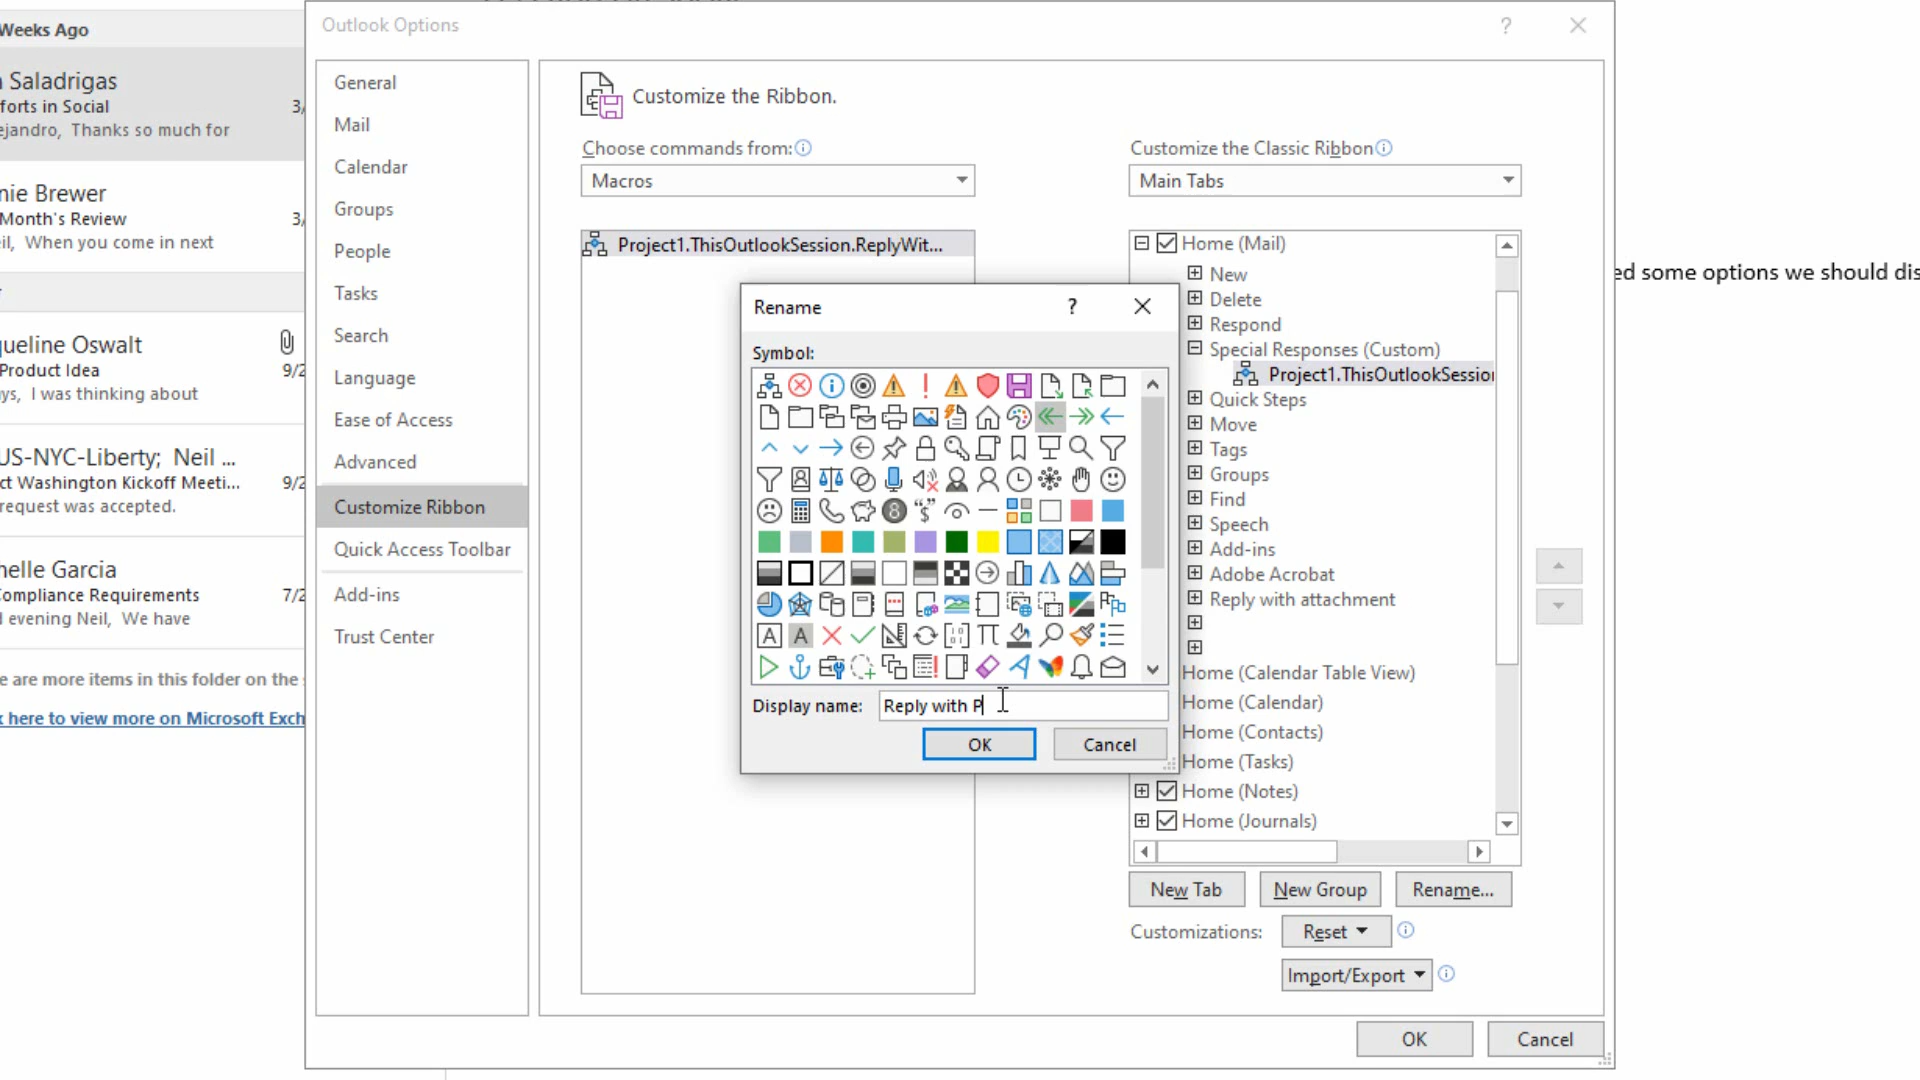 Weeks Ago
Saladrigas
forts in Social
3/
ejandro, Thanks so much for
nie Brewer
Month's Review
3/
eil, When you come in next
queline Oswalt
Product Idea
9/2
ys, I was thinking about
US-NYC-Liberty; Neil ...
ct Washington Kickoff Meeti...
9/2
request was accepted.
nelle Garcia
Compliance Requirements
7/2
d evening Neil, We have
e are more items in this folder on the
k here to view more on Microsoft Exch
Outlook Options
?
General
Mail
Calendar
Groups
People
Tasks
Search
Language
Ease of Access
Advanced
Customize Ribbon
Quick Access Toolbar
Add-ins
Trust Center
Customize the Ribbon.
Choose commands from:
Macros
Project1.ThisOutlookSession.ReplyWit...
Customize the Classic Ribbon
Main Tabs
Home (Mail)
New
Delete
Respond
Special Responses (Custom)
Project1.ThisOutlookSession
Quick Steps
Move
Tags
Groups
Find
Speech
Add-ins
Adobe Acrobat
Reply with attachment
Home (Calendar Table View)
Home (Calendar)
Home (Contacts)
Home (Tasks)
Home (Notes)
Home (Journals)
New Tab
New Group
Rename...
Customizations:
Reset
Import/Export
OK
Cancel
Rename
?
Symbol:
Display name:
Reply with P
OK
Cancel
ed some options we should dis